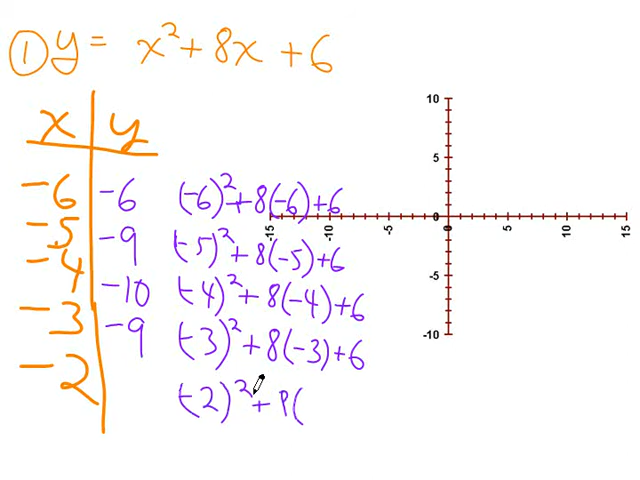 ① y = x² + 8x + 6
x y
-6 -6 (-6)² + 8(-6) + 6
-5 -9 (-5)² + 8(-5) + 6
-4 -10 (-4)² + 8(-4) + 6
-3 -9 (-3)² + 8(-3) + 6
-2 (-2)² + P(
10
5
-15 -10 -5 0 0 5 10 15
-5
-10